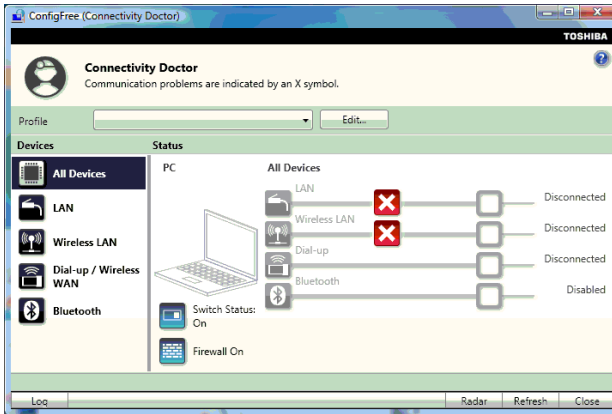 ConfigFree (Connectivity Doctor)
TOSHIBA
Connectivity Doctor
Communication problems are indicated by an X symbol.
Profile
Edit...
Devices
Status
All Devices
LAN
Wireless LAN
Dial-up / Wireless
WAN
Bluetooth
PC
Switch Status:
On
Firewall On
All Devices
LAN
Disconnected
Wireless LAN
Disconnected
Dial-up
Disconnected
Bluetooth
Disabled
Log
Radar
Refresh
Close